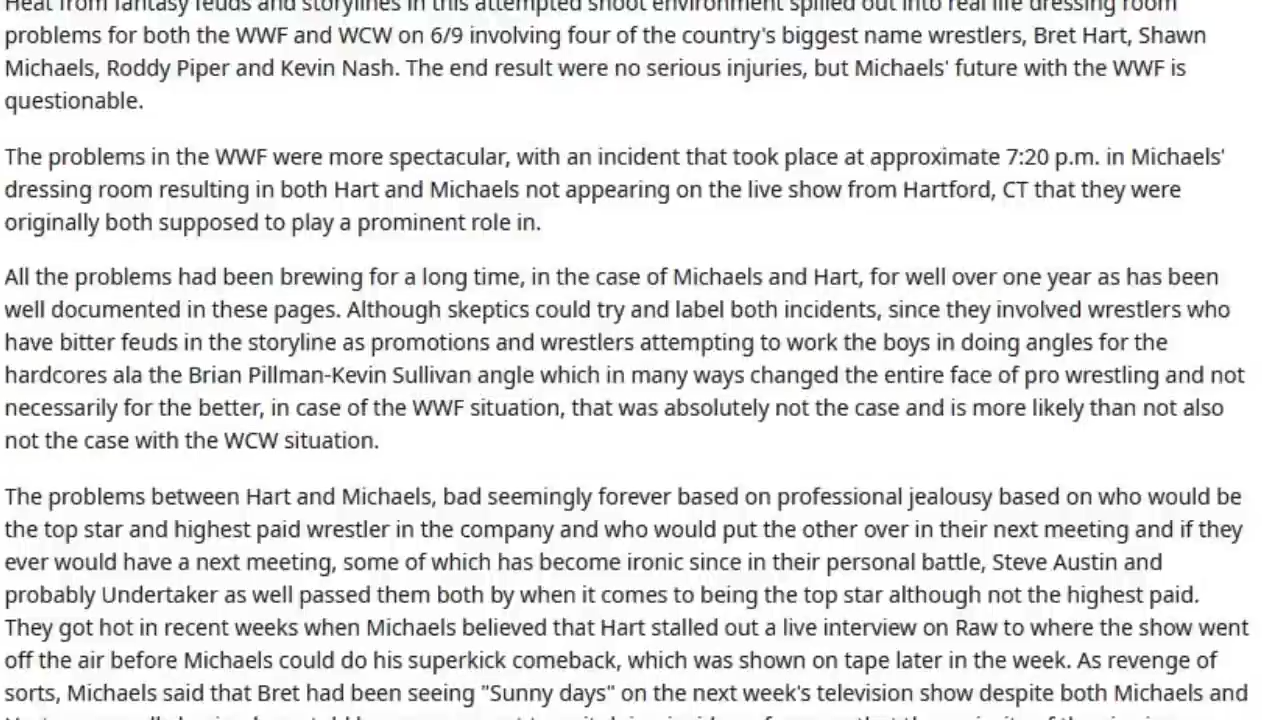 Heat from fantasy feuds and storylines in this attempted shoot environment spilled out into real life dressing room
problems for both the WWF and WCW on 6/9 involving four of the country's biggest name wrestlers, Bret Hart, Shawn
Michaels, Roddy Piper and Kevin Nash. The end result were no serious injuries, but Michaels' future with the WWF is
questionable.
The problems in the WWF were more spectacular, with an incident that took place at approximate 7:20 p.m. in Michaels'
dressing room resulting in both Hart and Michaels not appearing on the live show from Hartford, CT that they were
originally both supposed to play a prominent role in.
All the problems had been brewing for a long time, in the case of Michaels and Hart, for well over one year as has been
well documented in these pages. Although skeptics could try and label both incidents, since they involved wrestlers who
have bitter feuds in the storyline as promotions and wrestlers attempting to work the boys in doing angles for the
hardcores ala the Brian Pillman-Kevin Sullivan angle which in many ways changed the entire face of pro wrestling and not
necessarily for the better, in case of the WWF situation, that was absolutely not the case and is more likely than not also
not the case with the WCW situation.
The problems between Hart and Michaels, bad seemingly forever based on professional jealousy based on who would be
the top star and highest paid wrestler in the company and who would put the other over in their next meeting and if they
ever would have a next meeting, some of which has become ironic since in their personal battle, Steve Austin and
probably Undertaker as well passed them both by when it comes to being the top star although not the highest paid.
They got hot in recent weeks when Michaels believed that Hart stalled out a live interview on Raw to where the show went
off the air before Michaels could do his superkick comeback, which was shown on tape later in the week. As revenge of
sorts, Michaels said that Bret had been seeing "Sunny days" on the next week's television show despite both Michaels and